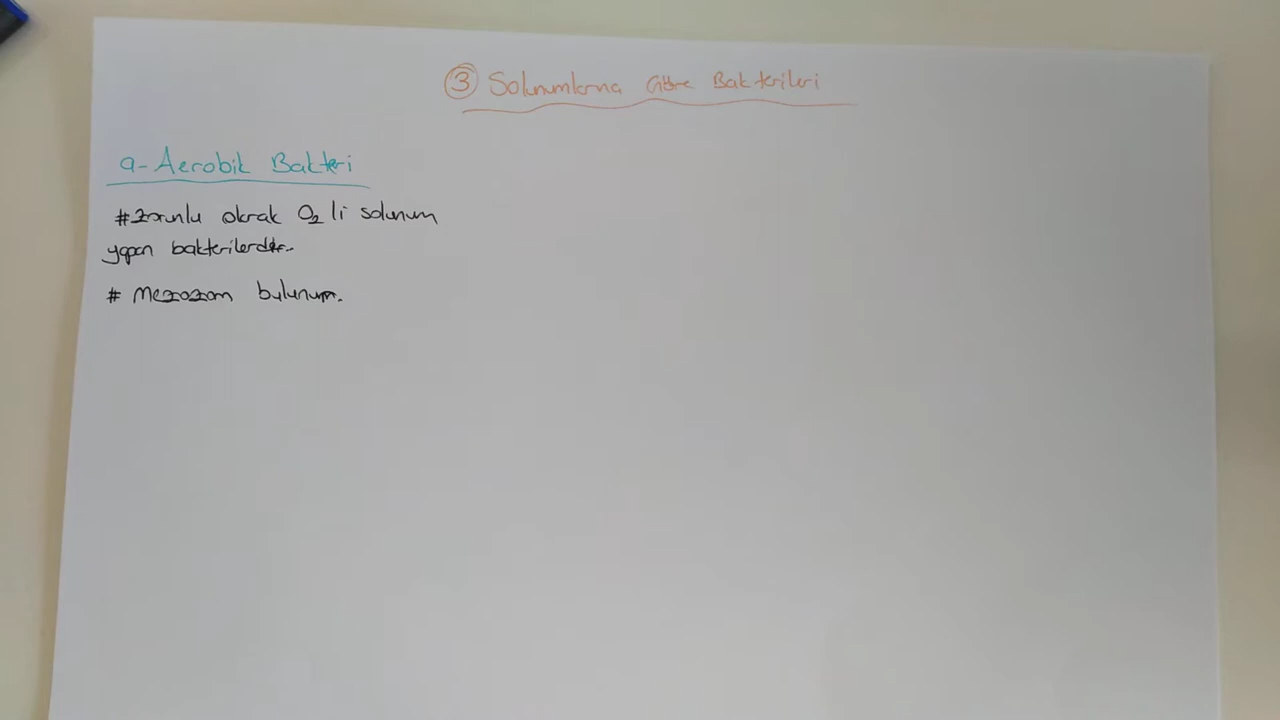 ③ Solunumlarına Göre Bakterileri
a- Aerobik Bakteri
# zorunlu olarak O₂ li solunum
yapan bakterilerdir.
# Mezozom bulunur.